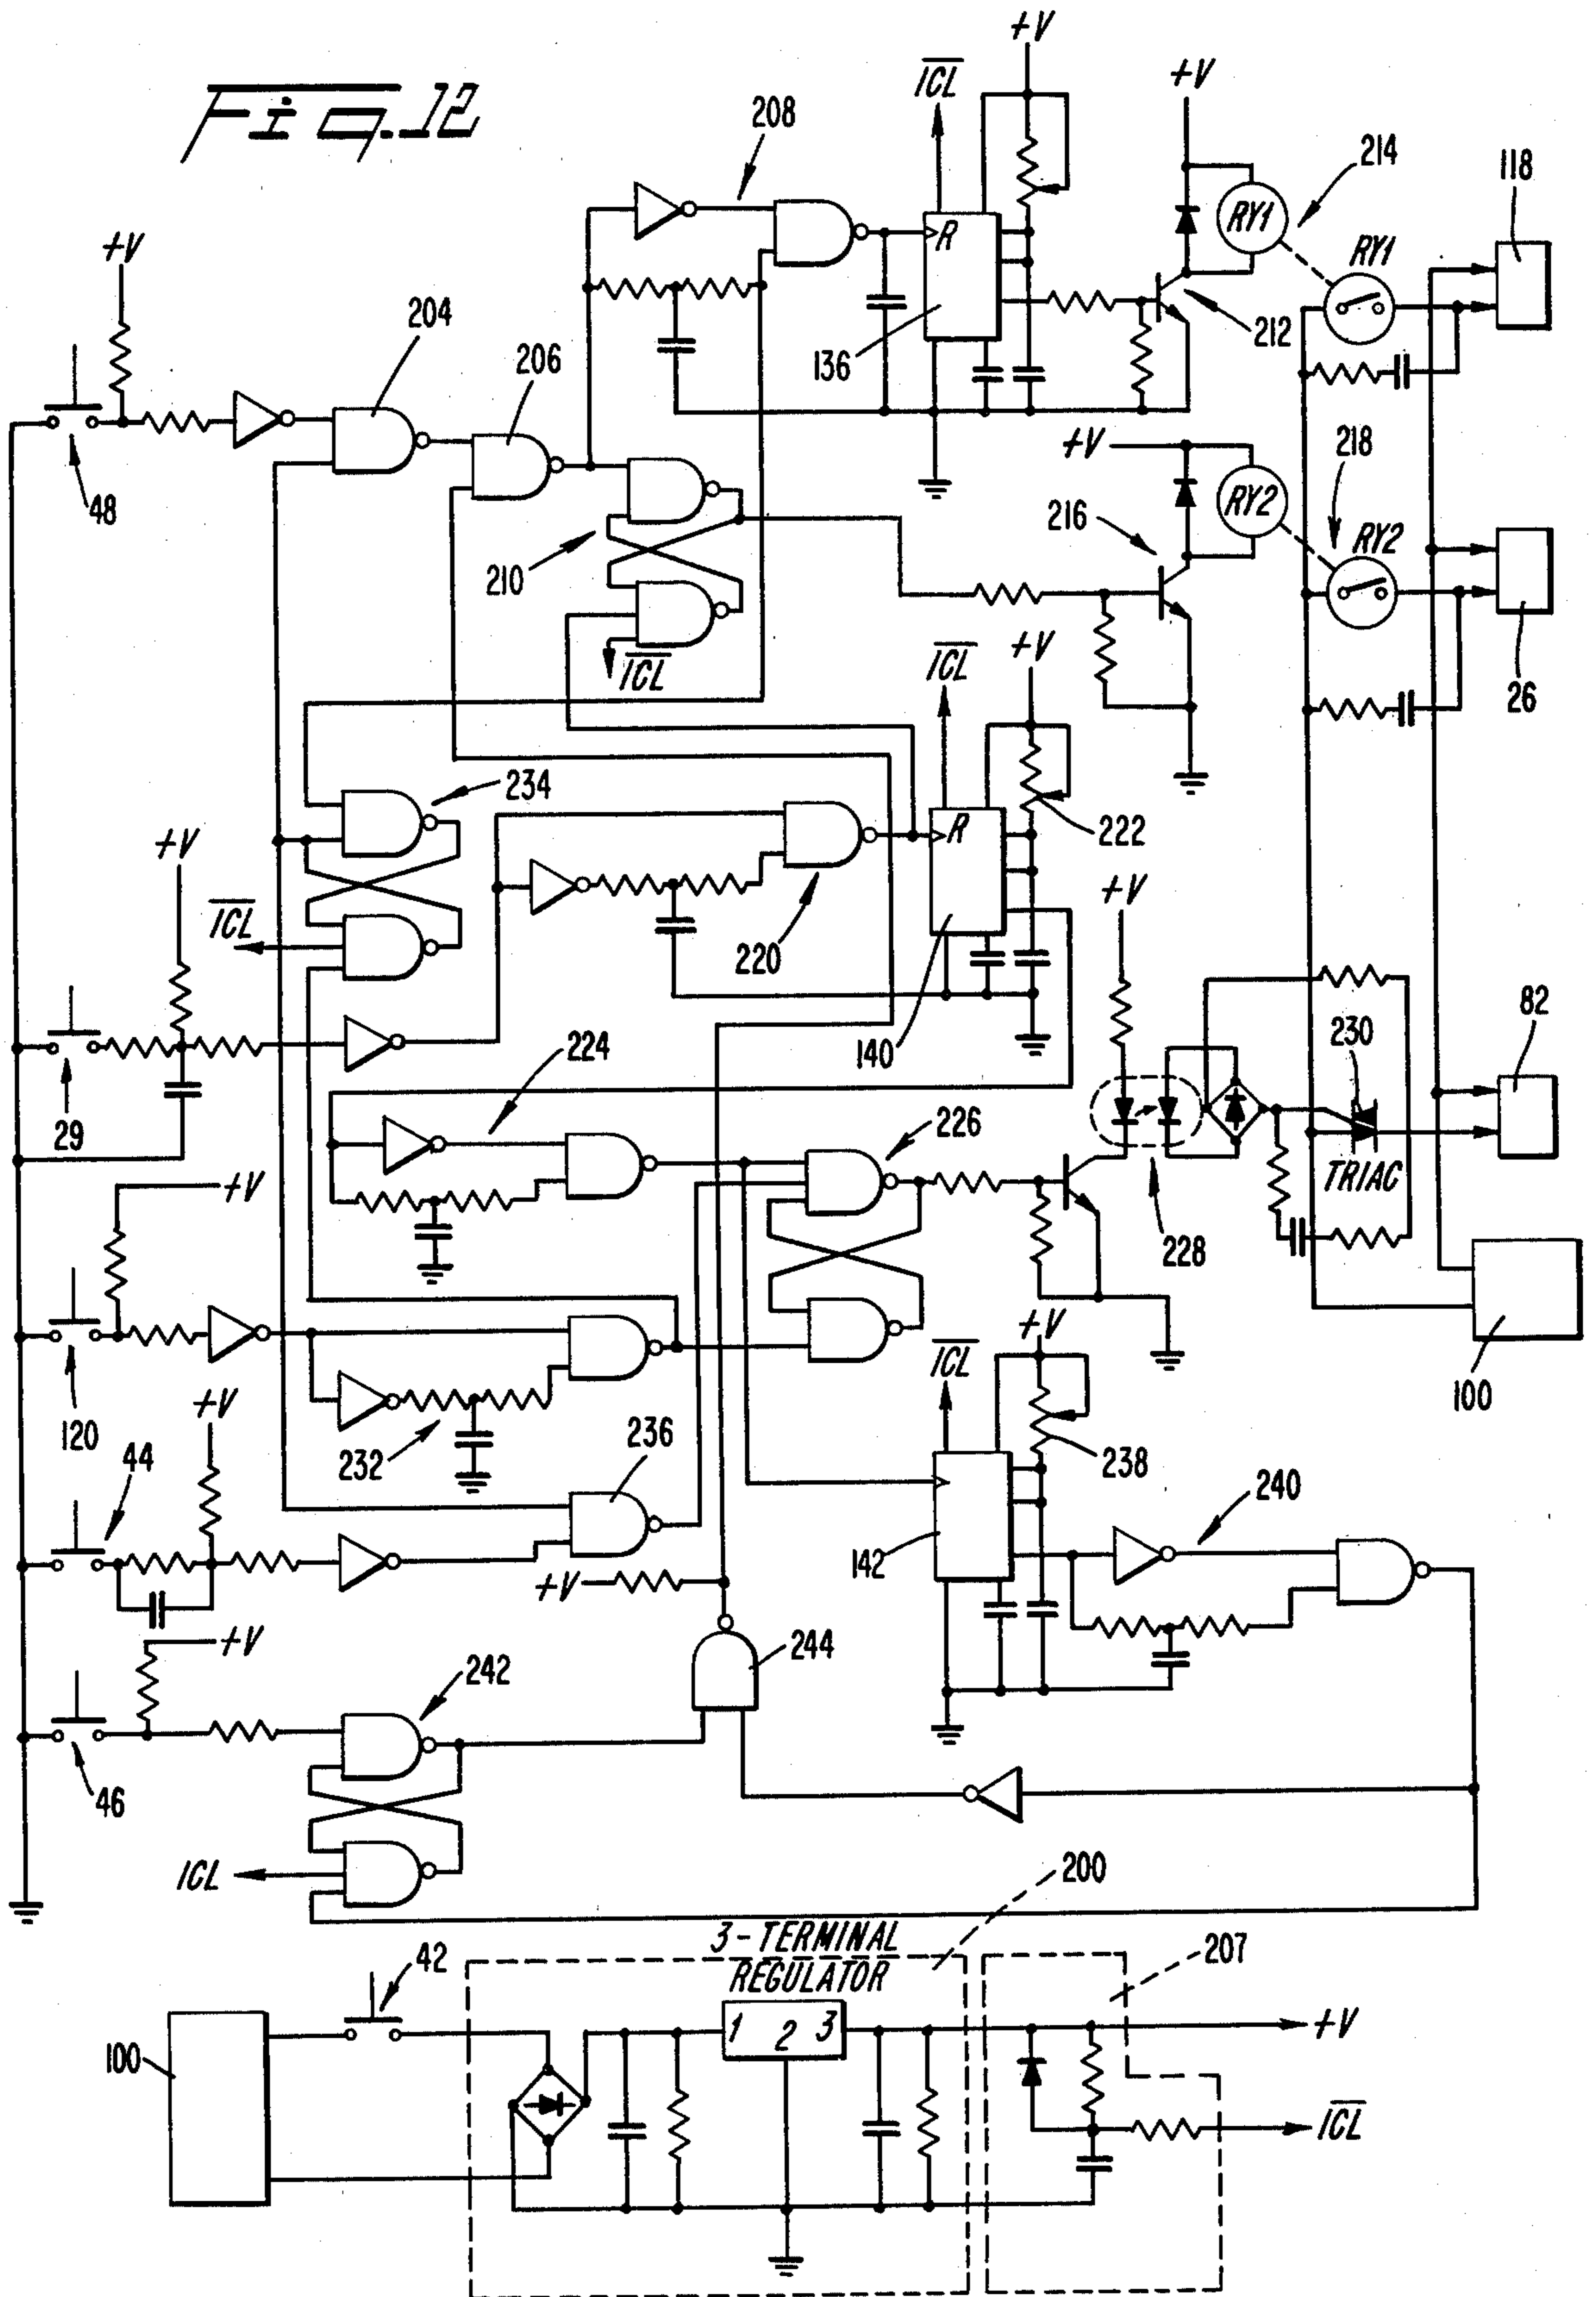 Fig. 12
+V
ICL
+V
208
214
118
RY1
RY1
R
+V
204
206
136
212
+V
218
48
RY2
RY2
216
210
ICL
+V
ICL
26
234
+V
R
222
ICL
+V
220
230
82
140
224
29
226
+V
TRIAC
228
+V
ICL
120
+V
100
44
232
236
238
240
142
+V
+V
242
244
46
ICL
200
3-TERMINAL
REGULATOR
42
207
1 2 3
+V
100
ICL